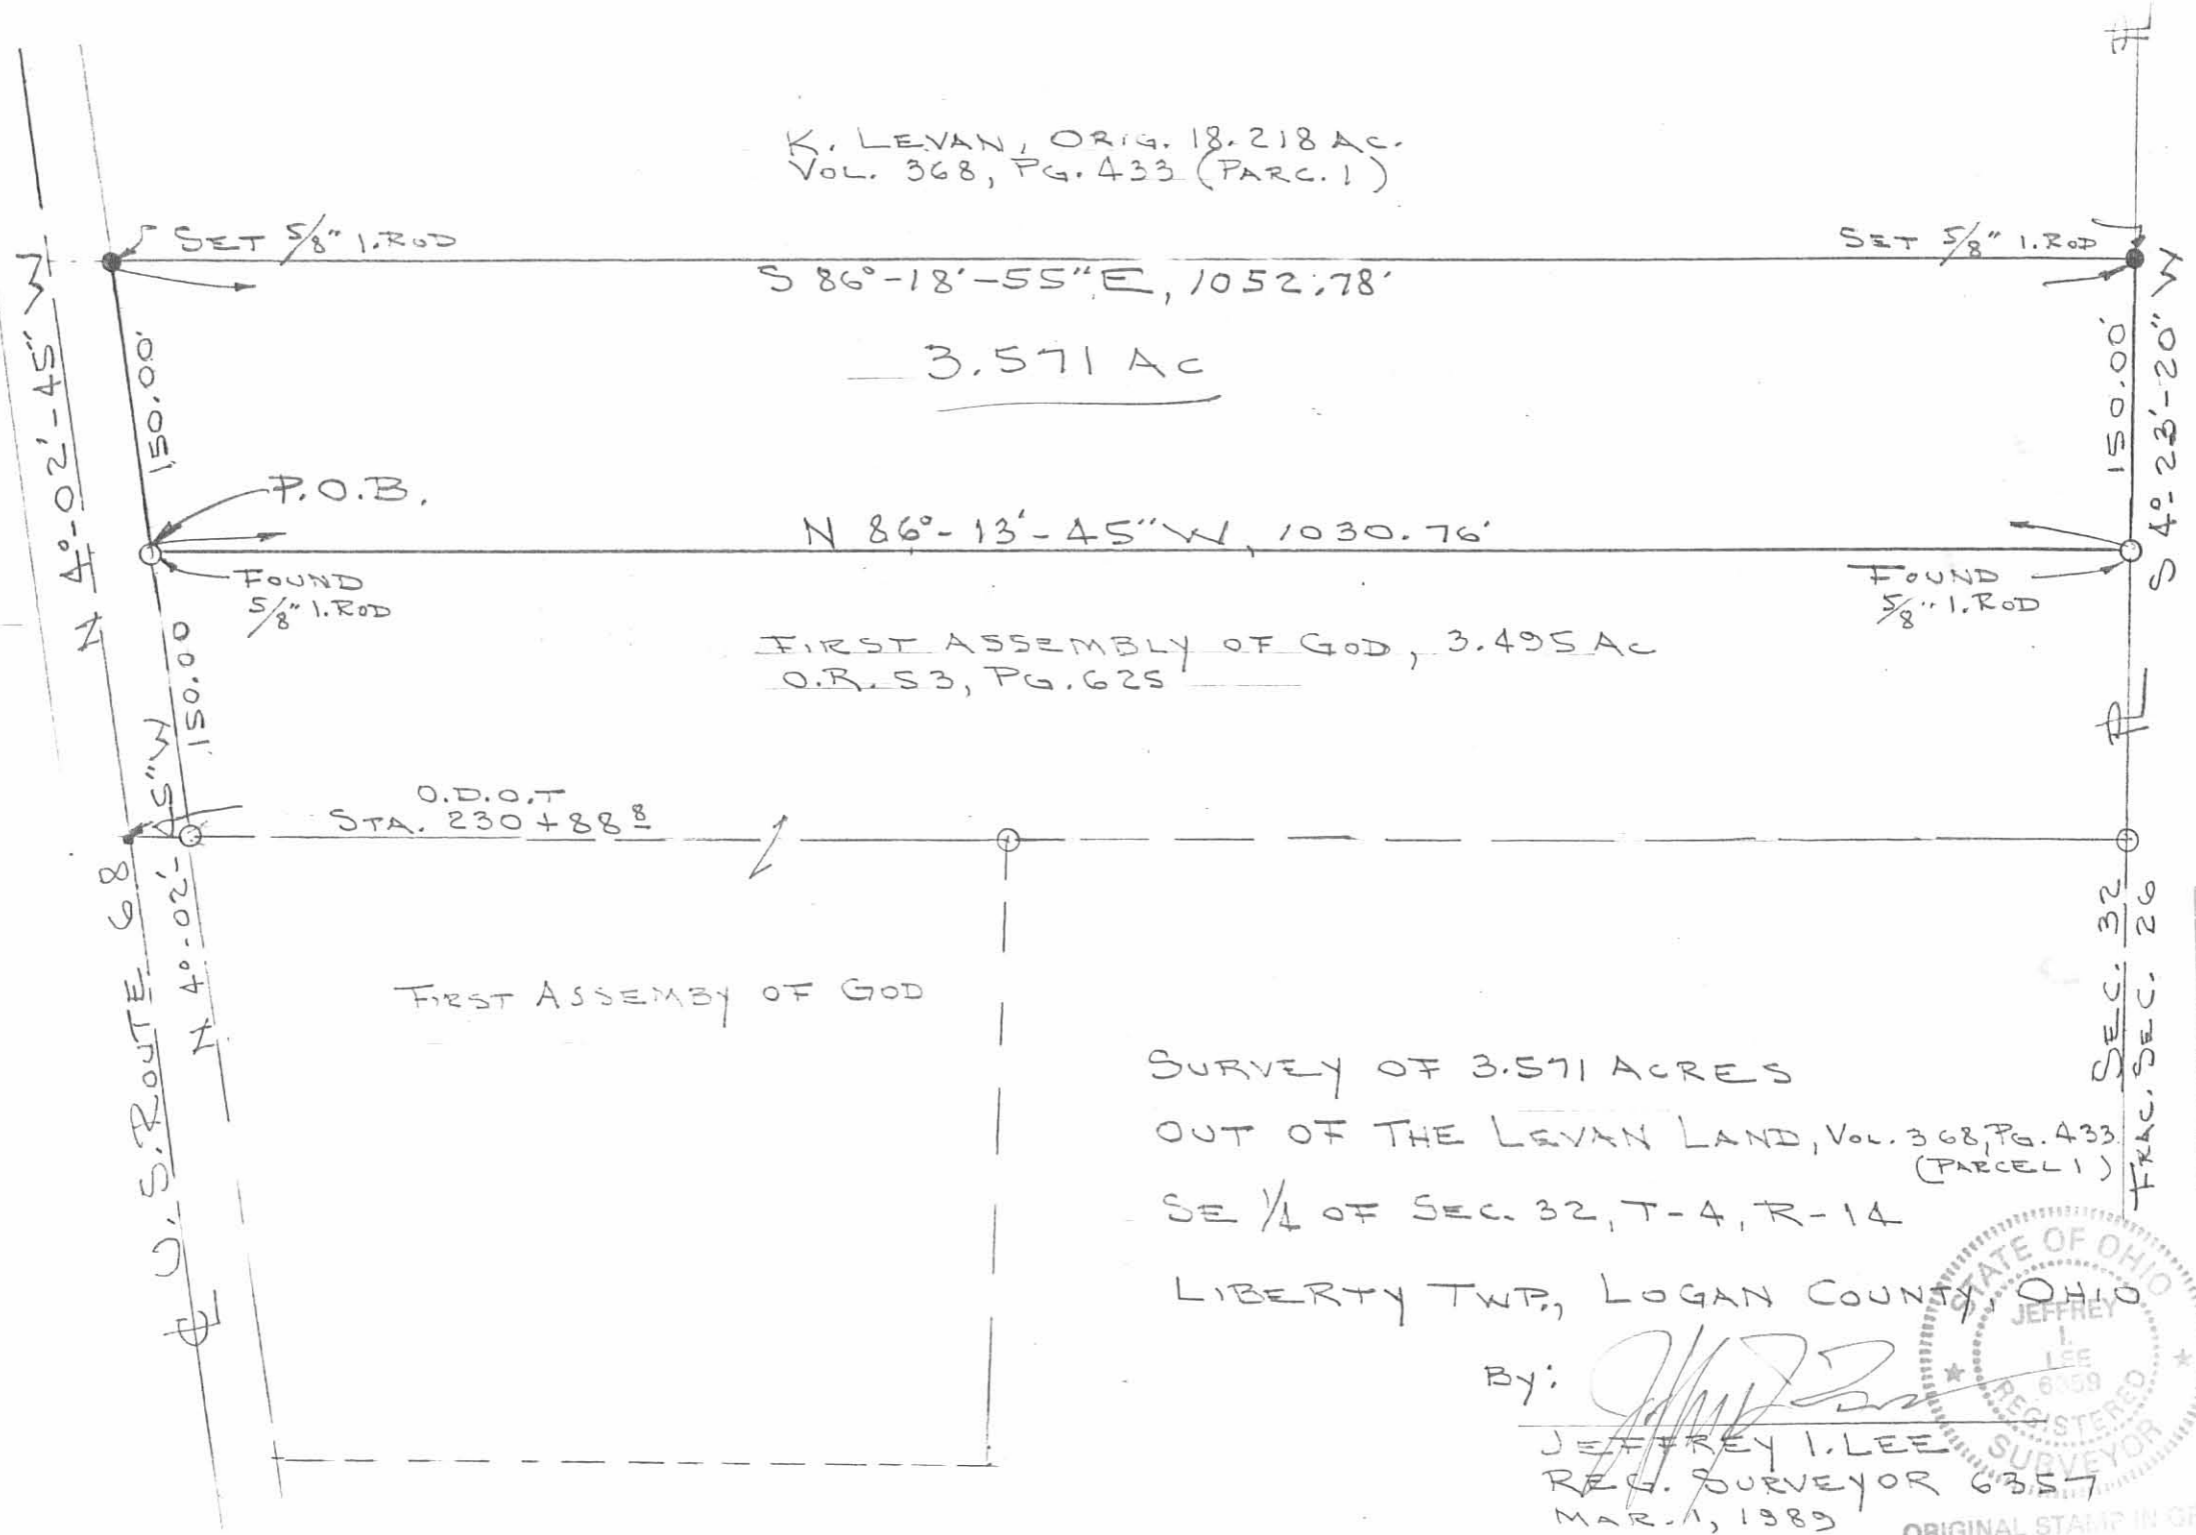 K. LEVAN, ORIG. 18.218 AC.
VOL. 368, PG. 433 (PARC. 1)
SET 5/8" I.ROD
SET 5/8" I.ROD
S 86°-18'-55" E, 1052.78'
3.571 AC
N 4°-02'-45" W
150.00'
150.00'
S 4°-23'-20" W
P.O.B.
N 86°-13'-45" W, 1030.76'
FOUND
5/8" I.ROD
FOUND
5/8" I.ROD
FIRST ASSEMBLY OF GOD, 3.495 AC
O.R. 53, PG. 625
150.00
N 4°-02'-45" W
PL
PL
O.D.O.T
STA. 230+88 8
U.S. ROUTE 68
CL
FIRST ASSEMBY OF GOD
SEC. 32
FRAC. SEC. 26
SURVEY OF 3.571 ACRES
OUT OF THE LEVAN LAND, VOL. 368, PG. 433
(PARCEL 1)
SE 1/4 OF SEC. 32, T-4, R-14
LIBERTY TWP., LOGAN COUNTY, OHIO
BY:
JEFFREY I. LEE
REG. SURVEYOR 6357
MAR. 1, 1989
STATE OF OHIO
JEFFREY
I.
LEE
REGISTERED
SURVEYOR
ORIGINAL STAMP IN